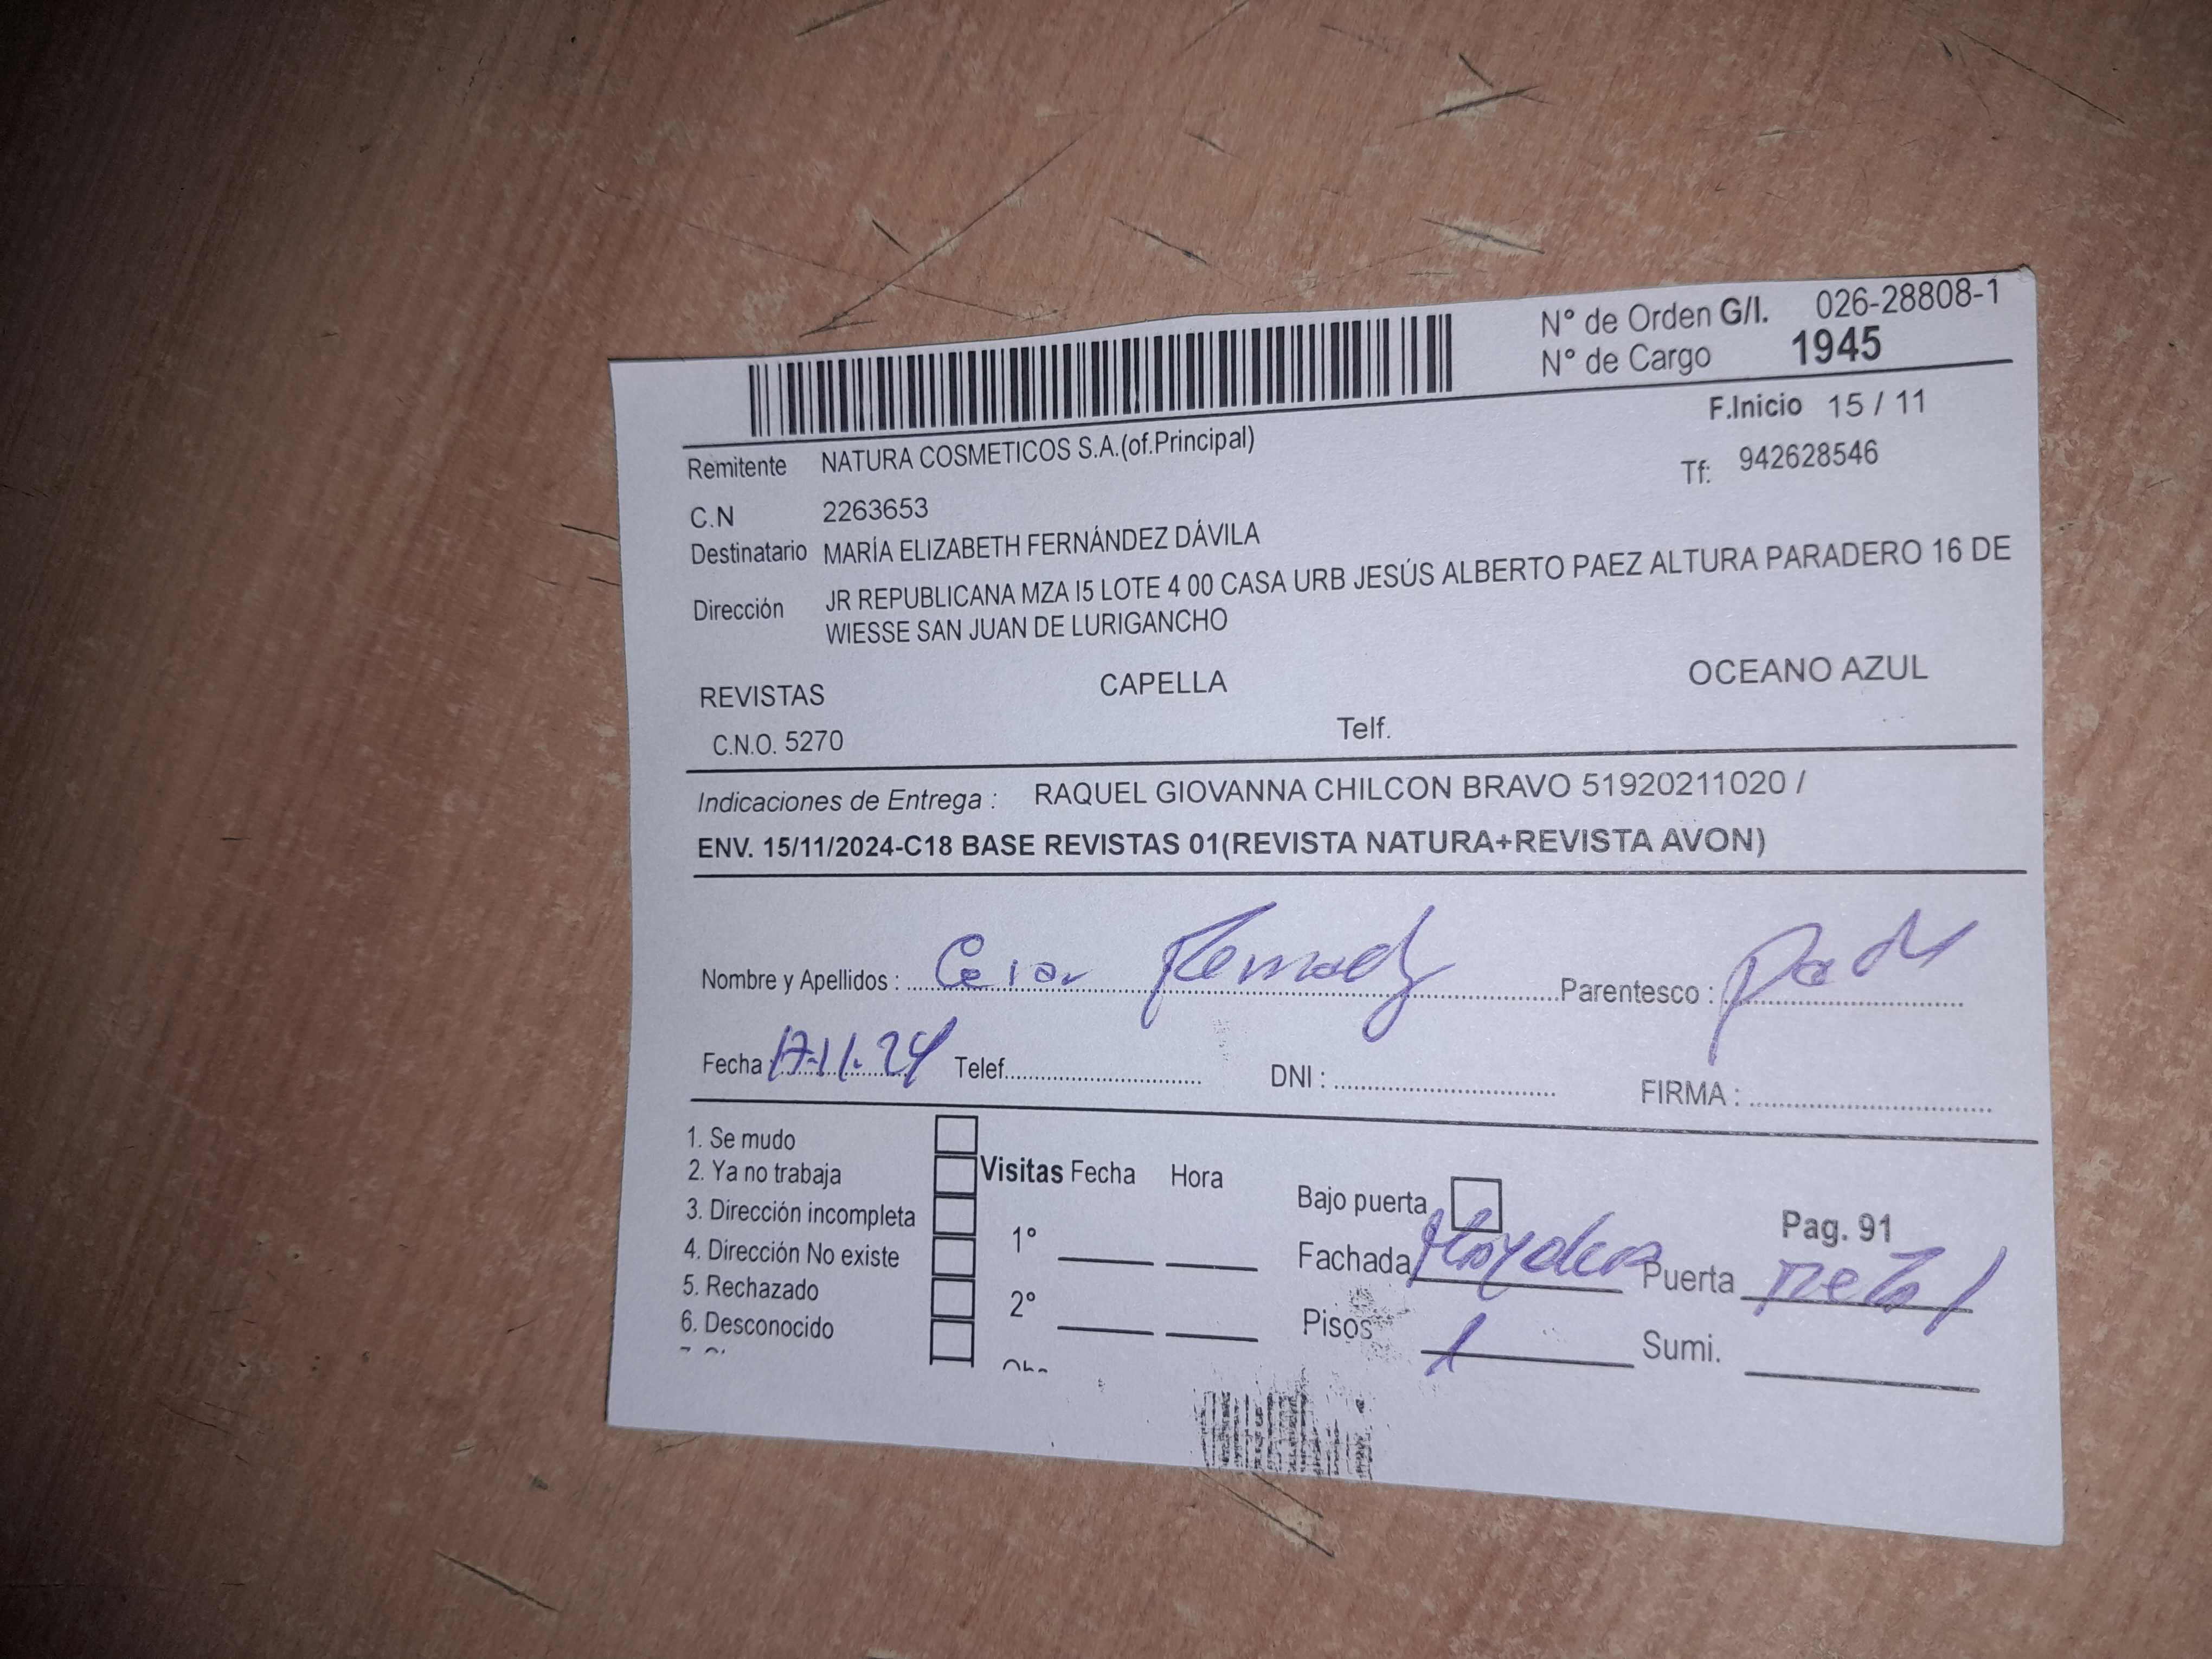 N° de Orden G/I. 026-28808-1
N° de Cargo 1945
F.Inicio 15 / 11
Remitente NATURA COSMETICOS S.A.(of.Principal)
Tf: 942628546
C.N 2263653
Destinatario MARÍA ELIZABETH FERNÁNDEZ DÁVILA
Dirección JR REPUBLICANA MZA I5 LOTE 4 00 CASA URB JESÚS ALBERTO PAEZ ALTURA PARADERO 16 DE
WIESSE SAN JUAN DE LURIGANCHO
REVISTAS CAPELLA OCEANO AZUL
C.N.O. 5270 Telf.
Indicaciones de Entrega : RAQUEL GIOVANNA CHILCON BRAVO 51920211020 /
ENV. 15/11/2024-C18 BASE REVISTAS 01(REVISTA NATURA+REVISTA AVON)
Nombre y Apellidos : Cesar Parentesco :
Fecha : 17-11-24 Telef. DNI : FIRMA :
1. Se mudo
2. Ya no trabaja
3. Dirección incompleta
4. Dirección No existe
5. Rechazado
6. Desconocido
Visitas Fecha Hora
1°
2°
Bajo puerta
Pag. 91
Fachada Puerta metal
Pisos 1 Sumi.